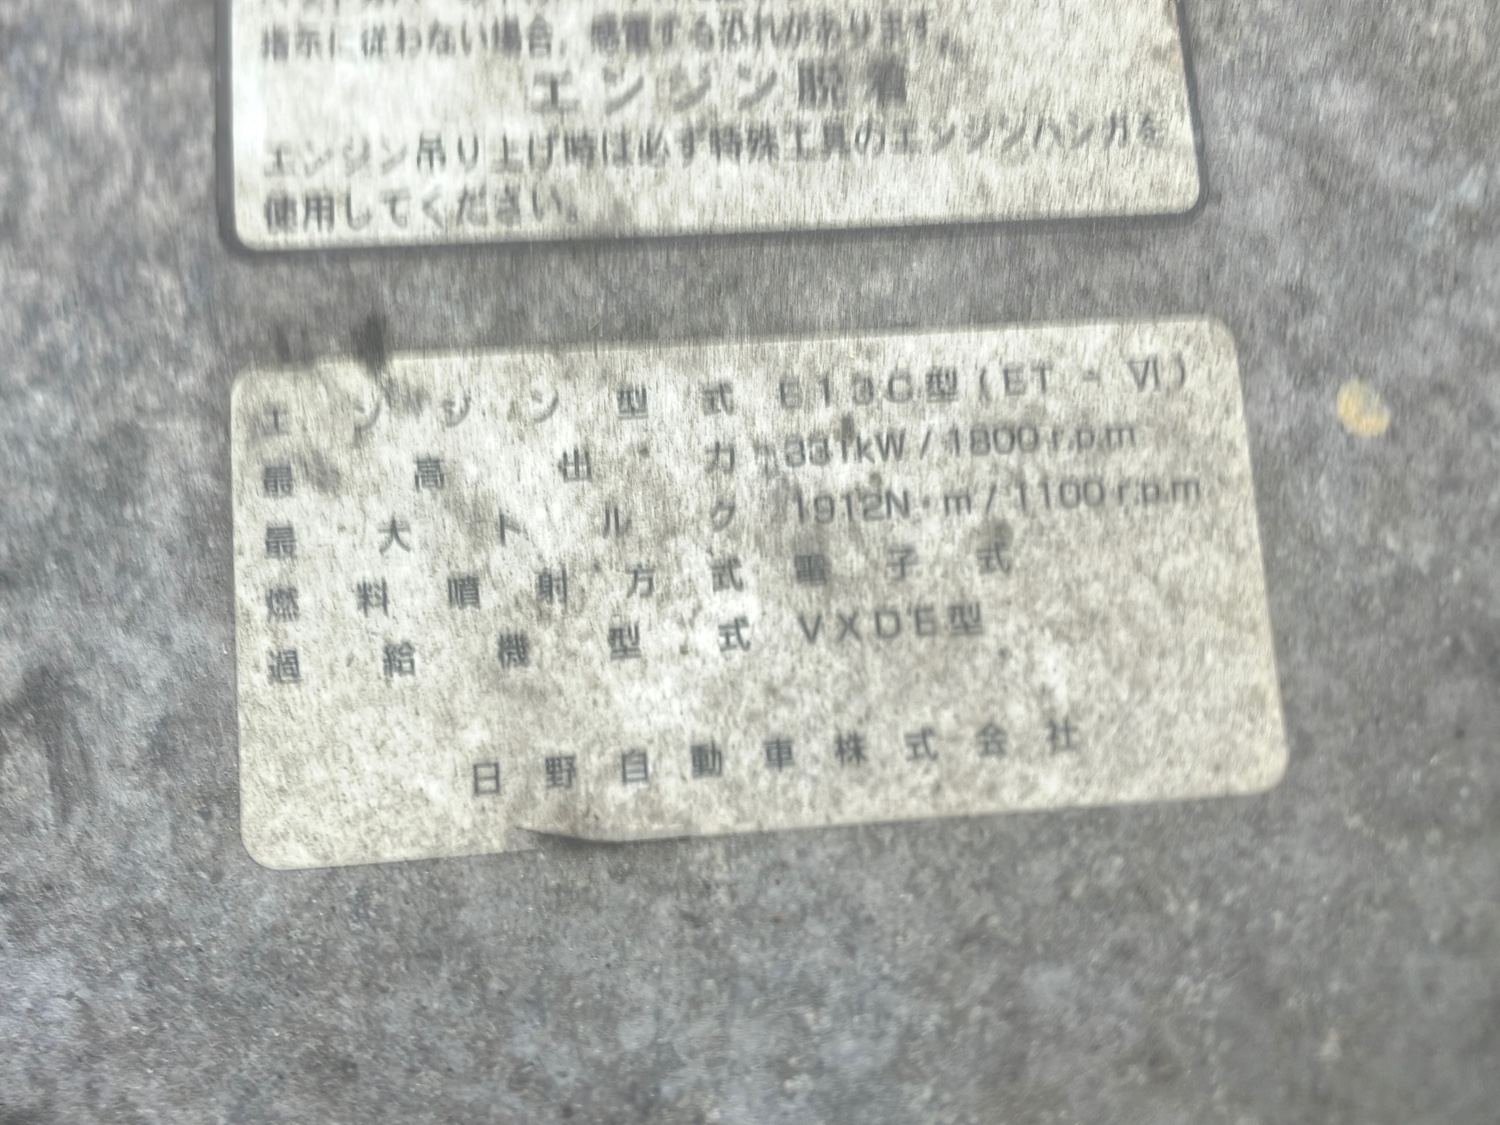 指示に従わない場合、感電する恐れがあります。
エンジン脱着
エンジン吊り上げ時は必ず特殊工具のエンジンハンガを
使用してください。
エンジン型式 E13C型(ET-Ⅵ)
最高出力 331kW/1800r.p.m
最大トルク 1912N・m/1100r.p.m
燃料噴射方式 電子式
過給機型式 VXDE型
日野自動車株式会社